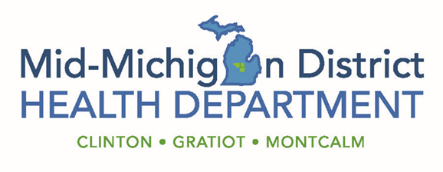 Mid-Michigan District
HEALTH DEPARTMENT
CLINTON • GRATIOT • MONTCALM